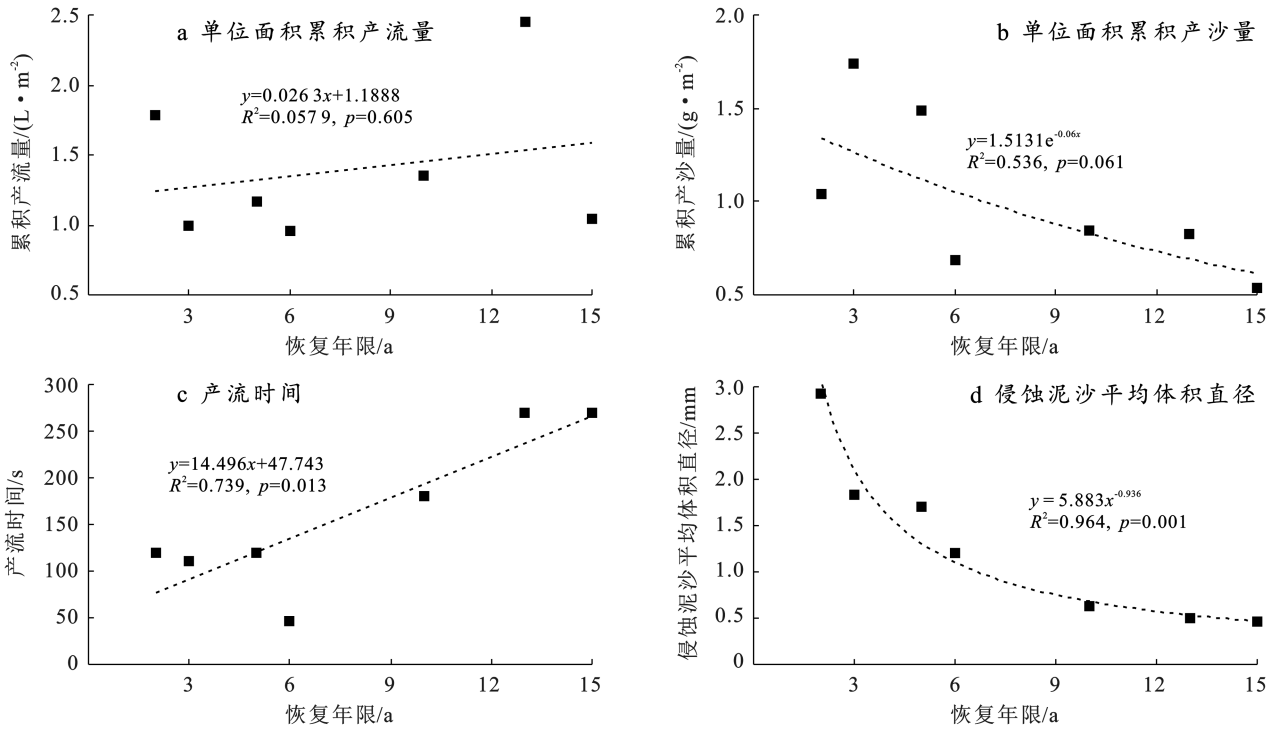 a 单位面积累积产流量
y=0.026 3x+1.1888
R²=0.057 9, p=0.605
累积产流量/(L·m⁻²)
2.5
2.0
1.5
1.0
0.5
3
6
9
12
15
恢复年限/a
b 单位面积累积产沙量
y=1.5131e^-0.06x
R²=0.536, p=0.061
累积产沙量/(g·m⁻²)
2.0
1.5
1.0
0.5
3
6
9
12
15
恢复年限/a
c 产流时间
y=14.496x+47.743
R²=0.739, p=0.013
产流时间/s
300
250
200
150
100
50
0
3
6
9
12
15
恢复年限/a
d 侵蚀泥沙平均体积直径
y = 5.883x^-0.936
R²=0.964, p=0.001
侵蚀泥沙平均体积直径/mm
3.0
2.0
1.5
1.0
0.5
0
3
6
9
12
15
恢复年限/a